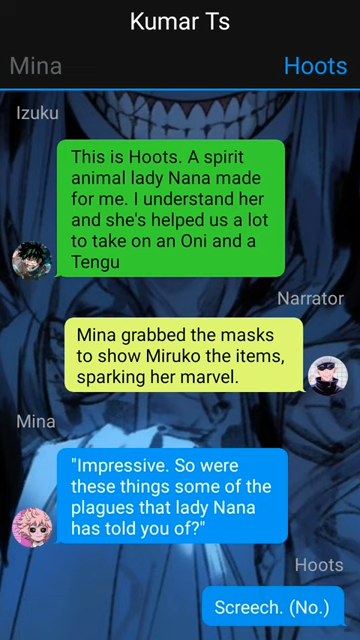 Kumar Ts
Mina
Hoots
Izuku
This is Hoots. A spirit
animal lady Nana made
for me. I understand her
and she's helped us a lot
to take on an Oni and a
Tengu
Narrator
Mina grabbed the masks
to show Miruko the items,
sparking her marvel.
Mina
"Impressive. So were
these things some of the
plagues that lady Nana
has told you of?"
Hoots
Screech. (No.)